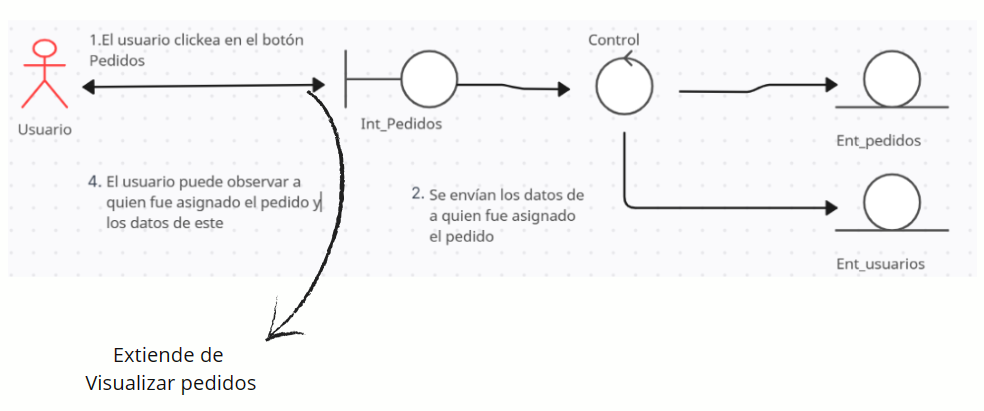 1.El usuario clickea en el botón
Pedidos
Control
Usuario
Int_Pedidos
Ent_pedidos
4. El usuario puede observar a
quien fue asignado el pedido y
los datos de este
2. Se envían los datos de
a quien fue asignado
el pedido
Ent_usuarios
Extiende de
Visualizar pedidos